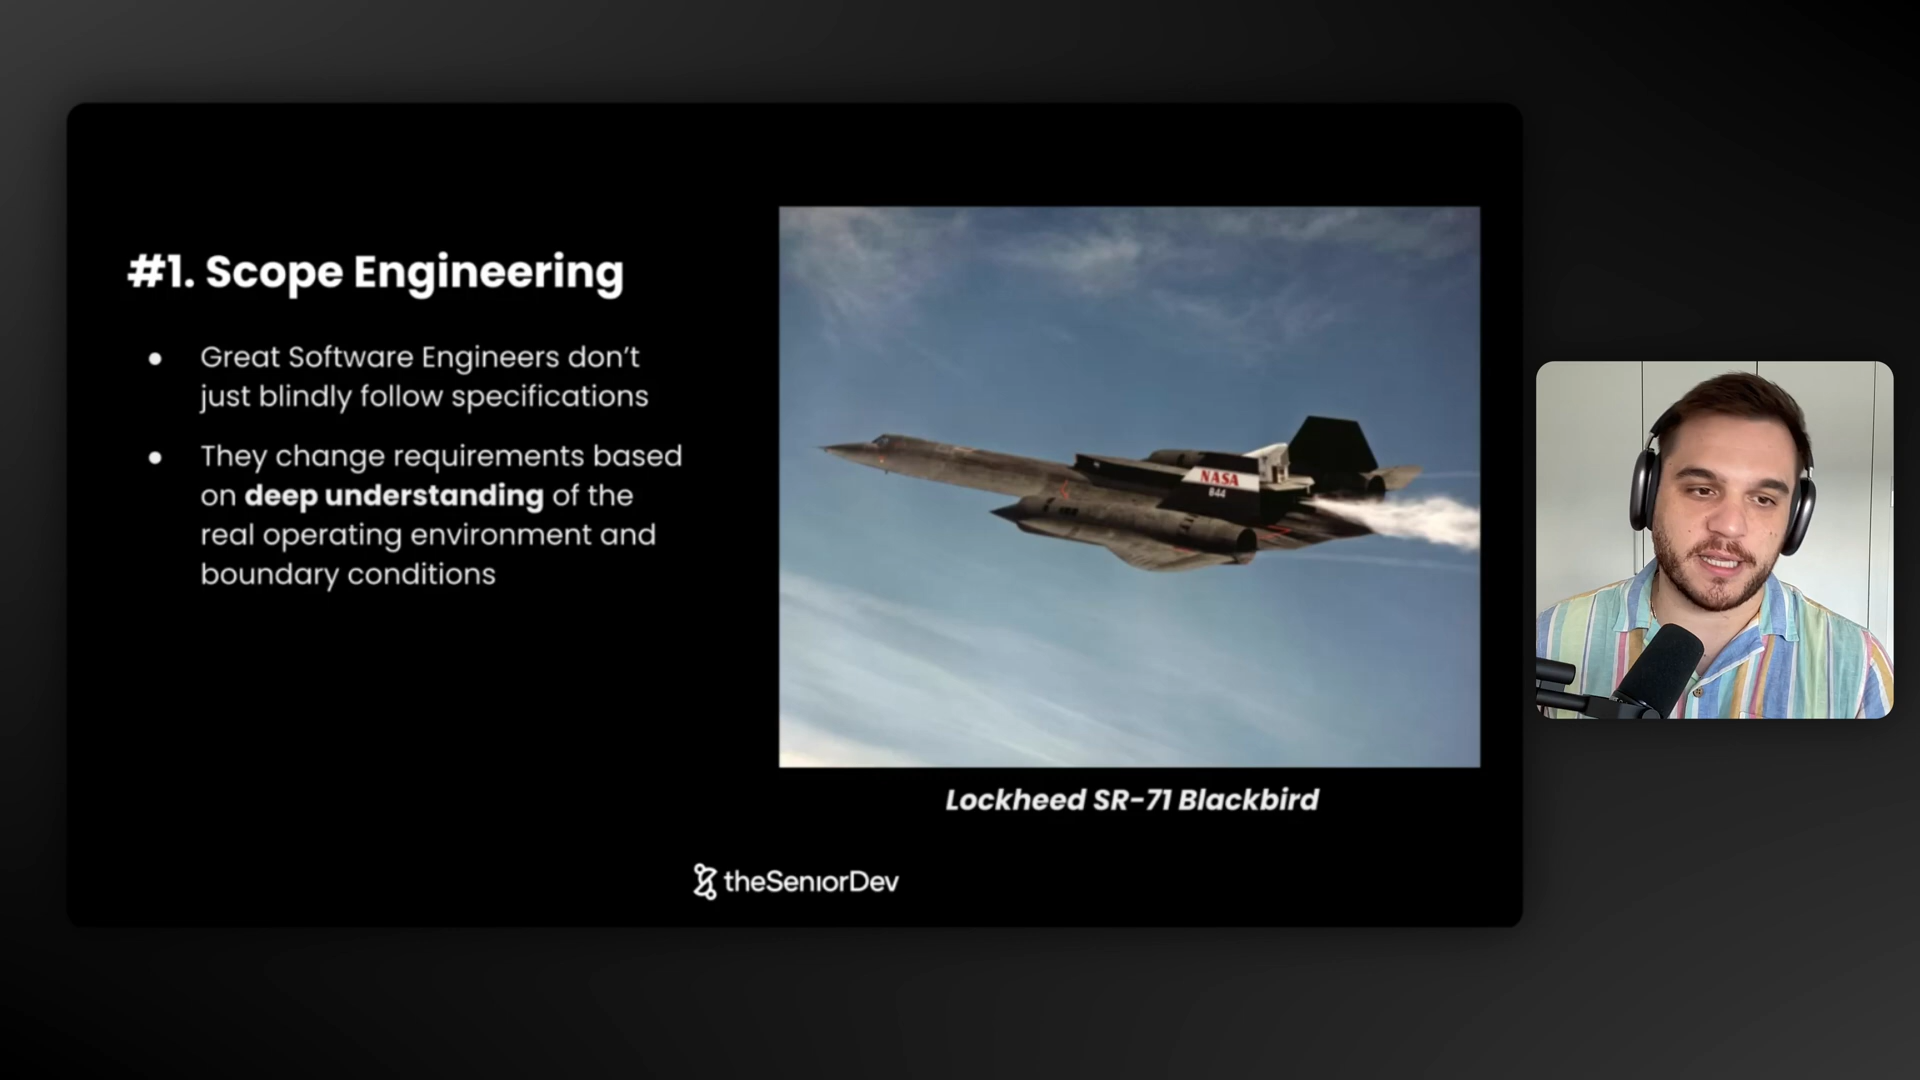 #1. Scope Engineering
● Great Software Engineers don’t
just blindly follow specifications
● They change requirements based
on deep understanding of the
real operating environment and
boundary conditions
NASA
844
Lockheed SR-71 Blackbird
theSeniorDev